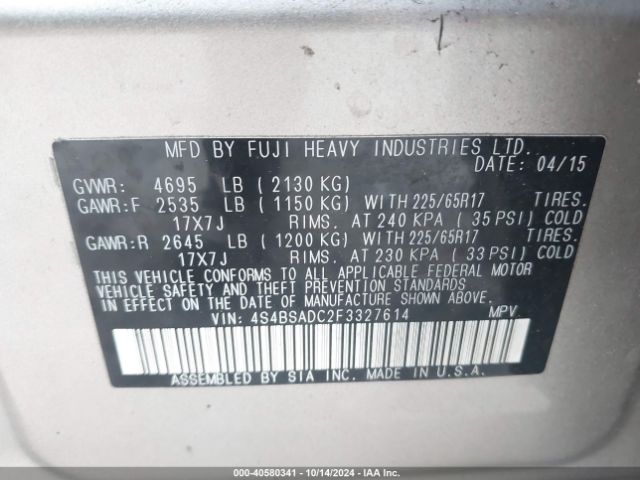 MFD BY FUJI HEAVY INDUSTRIES LTD.
DATE: 04/15
GVWR: 4695 LB ( 2130 KG)
GAWR:F 2535 LB ( 1150 KG) WITH 225/65R17 TIRES.
17X7J RIMS. AT 240 KPA ( 35 PSI) COLD
GAWR:R 2645 LB ( 1200 KG) WITH 225/65R17 TIRES.
17X7J RIMS. AT 230 KPA ( 33 PSI) COLD
THIS VEHICLE CONFORMS TO ALL APPLICABLE FEDERAL MOTOR
VEHICLE SAFETY AND THEFT PREVENTION STANDARDS
IN EFFECT ON THE DATE OF MANUFACTURE SHOWN ABOVE.
VIN: 4S4BSADC2F3327614 MPV
ASSEMBLED BY SIA INC. MADE IN U.S.A.
000-40580341 | 10/14/2024 | IAAI.COM